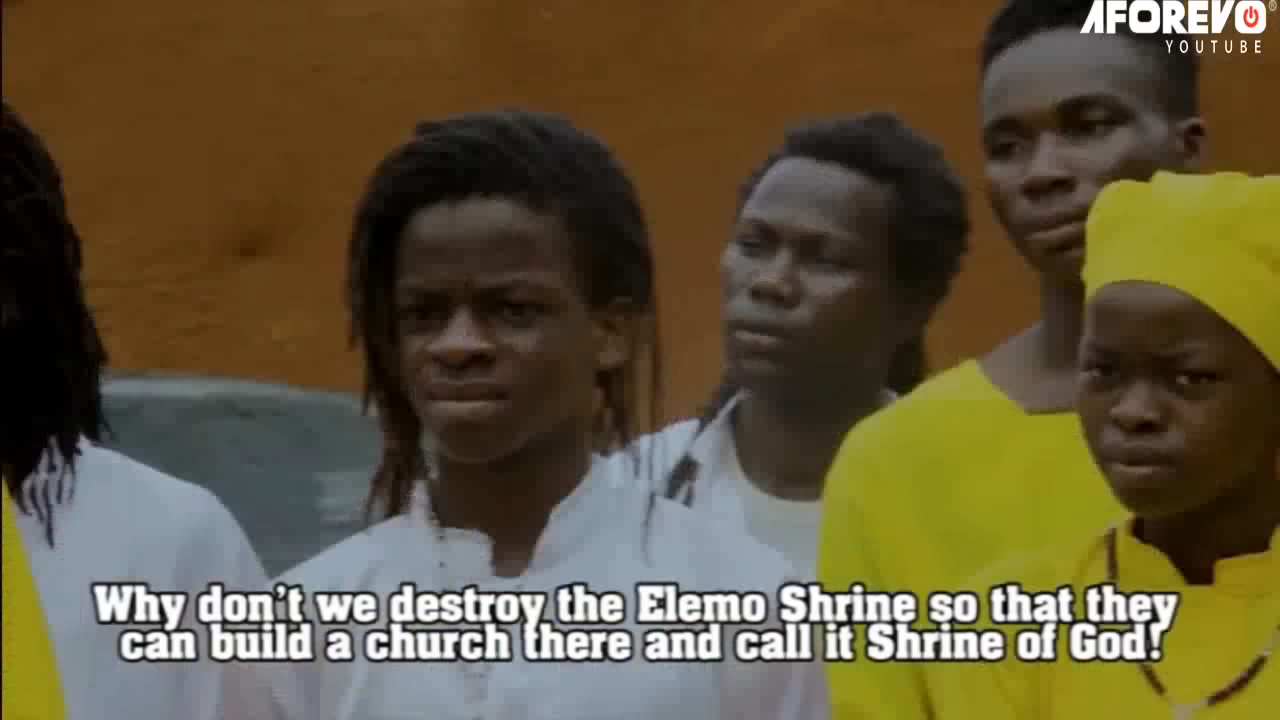 AFOREVO®
YOUTUBE
Why don't we destroy the Elemo Shrine so that they
can build a church there and call it Shrine of God!